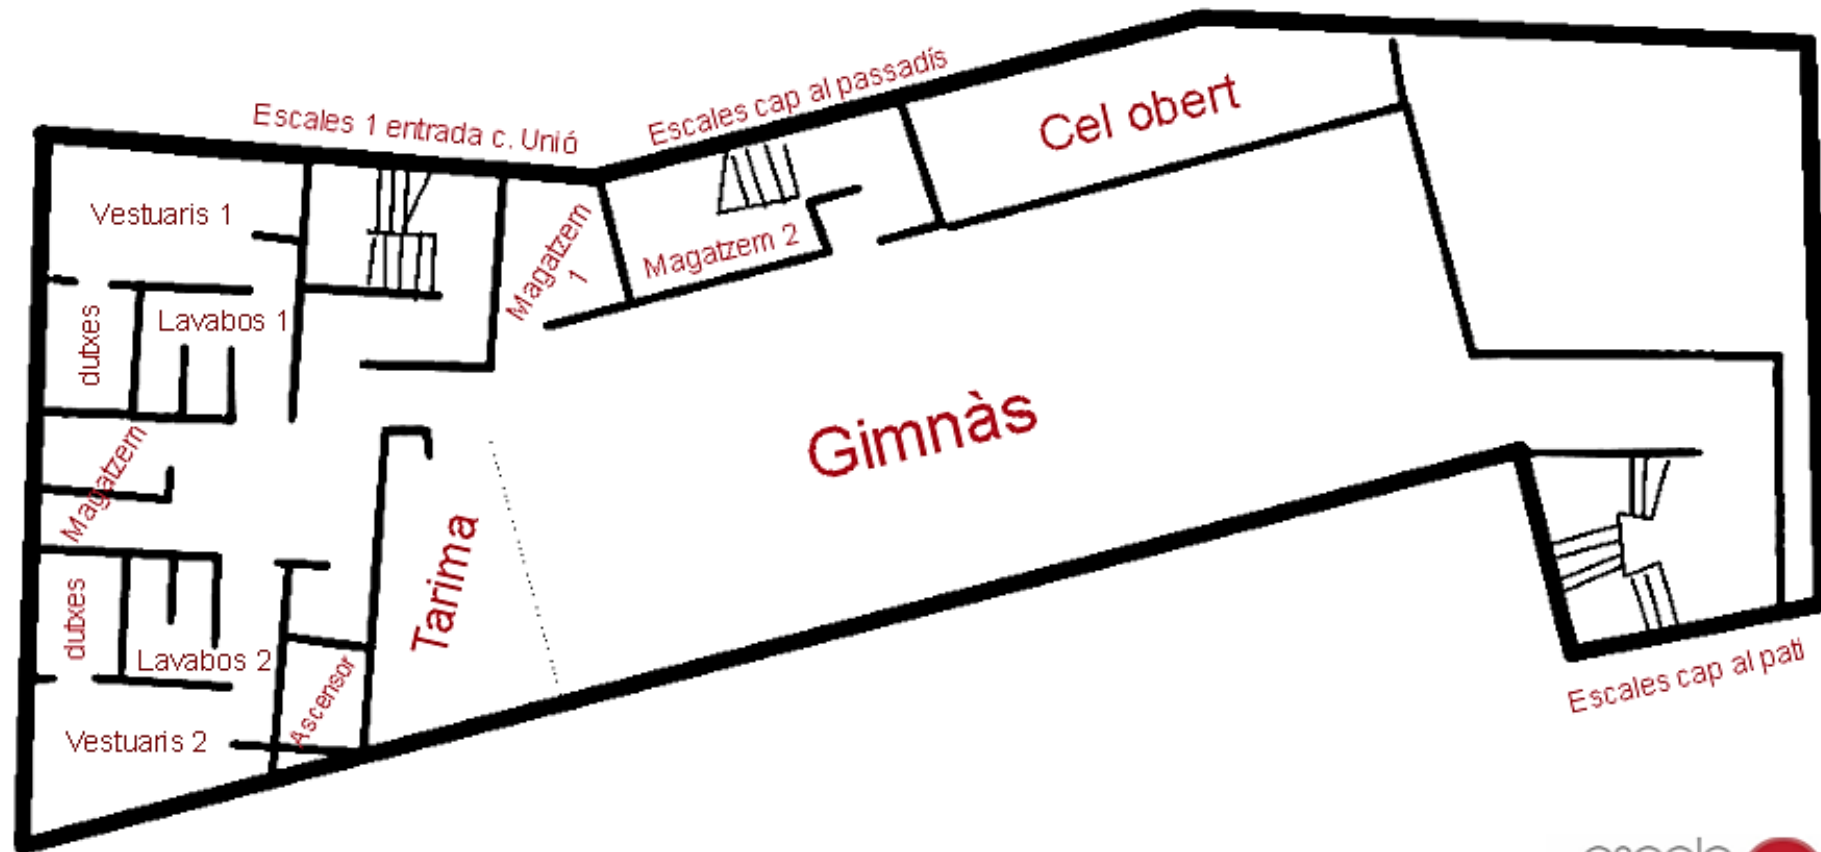 Escales 1 entrada c. Unió
Escales cap al passadís
Cel obert
Vestuaris 1
Magatzem
1
Magatzem 2
dutxes
Lavabos 1
Gimnàs
Magatzem
Tarima
dutxes
Lavabos 2
Ascensor
Vestuaris 2
Escales cap al pati